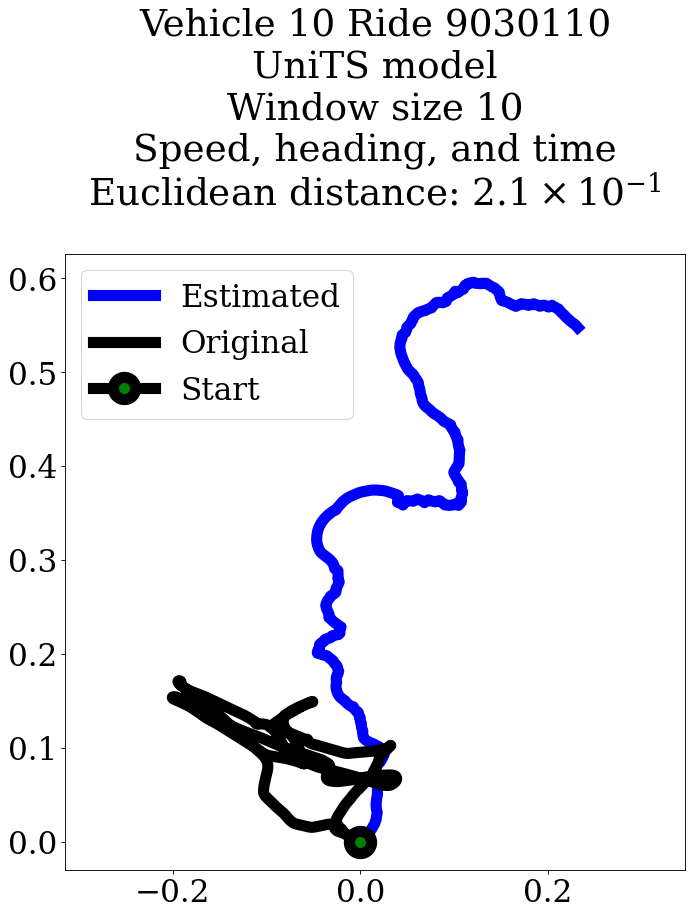 Vehicle 10 Ride 9030110
UniTS model
Window size 10
Speed, heading, and time
Euclidean distance: 2.1 × 10⁻¹
Estimated
Original
Start
0.6
0.5
0.4
0.3
0.2
0.1
0.0
−0.2 0.0 0.2